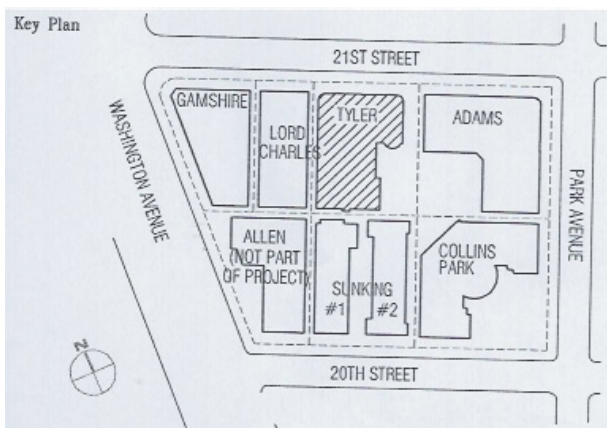 Key Plan
21ST STREET
WASHINGTON AVENUE
GAMSHIRE
LORD
CHARLES
TYLER
ADAMS
PARK AVENUE
ALLEN
(NOT PART
OF PROJECT)
SUNKING
#1 #2
COLLINS
PARK
20TH STREET
N